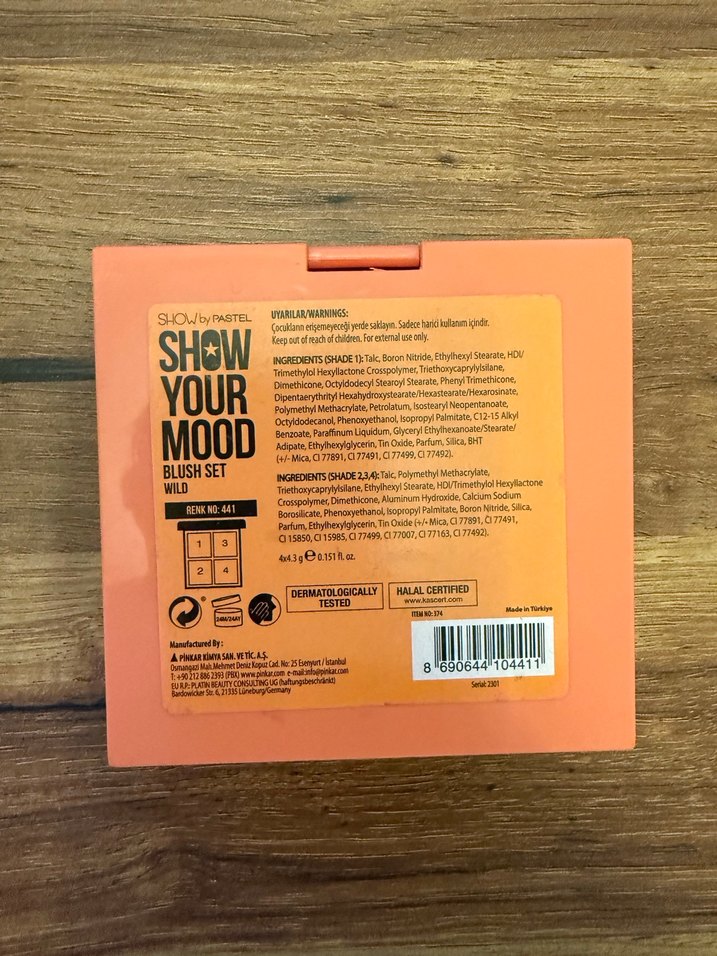 SHOW by PASTEL
SHOW
YOUR
MOOD
BLUSH SET
WILD
RENK NO: 441
1 3
2 4
24M/24AY
UYARILAR/WARNINGS:
Çocukların erişemeyeceği yerde saklayın. Sadece harici kullanım içindir.
Keep out of reach of children. For external use only.
INGREDIENTS (SHADE 1): Talc, Boron Nitride, Ethylhexyl Stearate, HDI/
Trimethylol Hexyllactone Crosspolymer, Triethoxycaprylylsilane,
Dimethicone, Octyldodecyl Stearoyl Stearate, Phenyl Trimethicone,
Dipentaerythrityl Hexahydroxystearate/Hexastearate/Hexarosinate,
Polymethyl Methacrylate, Petrolatum, Isostearyl Neopentanoate,
Octyldodecanol, Phenoxyethanol, Isopropyl Palmitate, C12-15 Alkyl
Benzoate, Paraffinum Liquidum, Glyceryl Ethylhexanoate/Stearate/
Adipate, Ethylhexylglycerin, Tin Oxide, Parfum, Silica, BHT
(+/- Mica, CI 77891, CI 77491, CI 77499, CI 77492).
INGREDIENTS (SHADE 2,3,4): Talc, Polymethyl Methacrylate,
Triethoxycaprylylsilane, Ethylhexyl Stearate, HDI/Trimethylol Hexyllactone
Crosspolymer, Dimethicone, Aluminum Hydroxide, Calcium Sodium
Borosilicate, Phenoxyethanol, Isopropyl Palmitate, Boron Nitride, Silica,
Parfum, Ethylhexylglycerin, Tin Oxide (+/- Mica, CI 77891, CI 77491,
CI 15850, CI 15985, CI 77499, CI 77007, CI 77163, CI 77492).
4x4.3 g e 0.151 fl. oz.
DERMATOLOGICALLY
TESTED
HALAL CERTIFIED
www.kascert.com
ITEM NO: 374
Made in Türkiye
8 690644 104411
Serial: 2301
Manufactured By :
PİNKAR KİMYA SAN. VE TİC. A.Ş.
Osmangazi Mah.Mehmet Deniz Kopuz Cad. No: 25 Esenyurt / İstanbul
T: +90 212 886 2393 (PBX) www.pinkar.com e-mail:info@pinkar.com
EU R.P.: PLATIN BEAUTY CONSULTING UG (haftungsbeschränkt)
Bardowicker Str. 6, 21335 Lüneburg/Germany